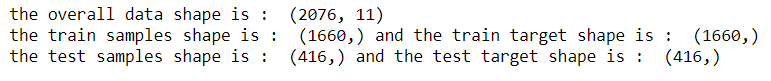 the overall data shape is :  (2076, 11)
the train samples shape is :  (1660,) and the train target shape is :  (1660,)
the test samples shape is :  (416,) and the test target shape is :  (416,)